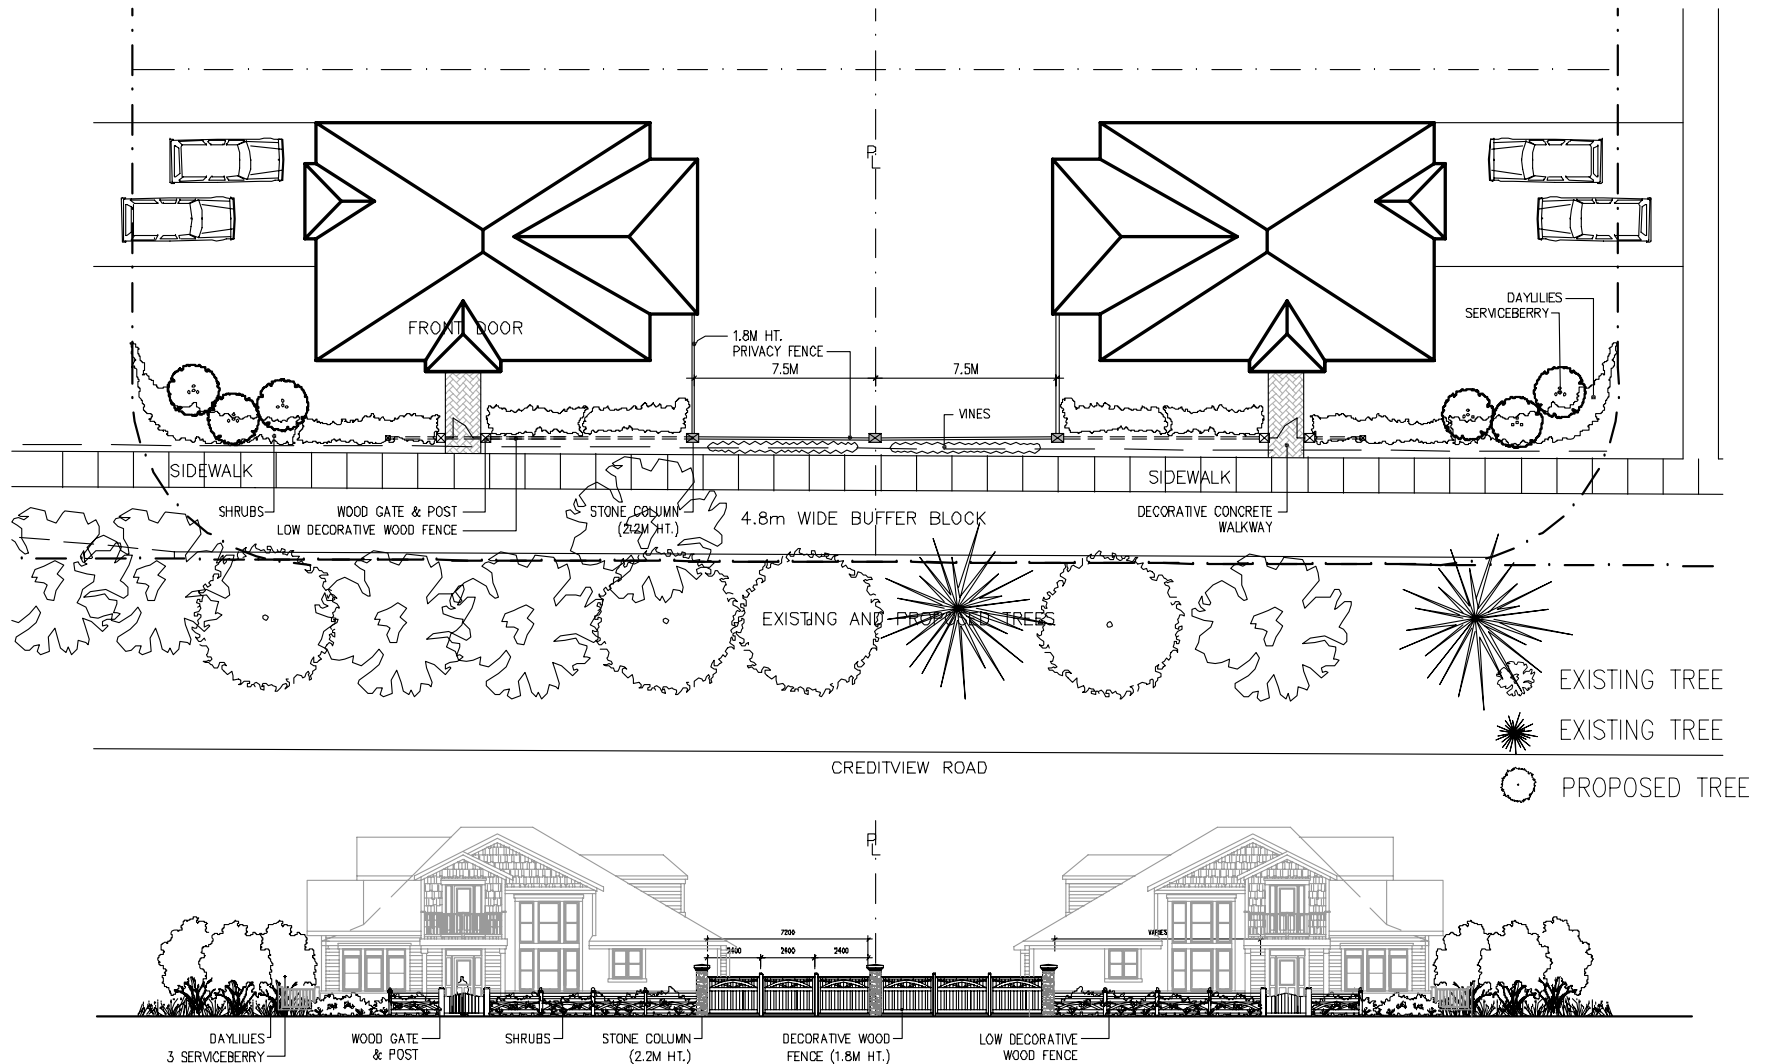 PL
DAYLILIES
SERVICEBERRY
FRONT DOOR
1.8M HT.
PRIVACY FENCE
7.5M
7.5M
VINES
SIDEWALK
SIDEWALK
SHRUBS
WOOD GATE & POST
LOW DECORATIVE WOOD FENCE
STONE COLUMN
(2.2M HT.)
4.8m WIDE BUFFER BLOCK
DECORATIVE CONCRETE
WALKWAY
EXISTING AND PROPOSED TREES
EXISTING TREE
EXISTING TREE
PROPOSED TREE
CREDITVIEW ROAD
PL
7200
VARIES
2400
2400
2400
DAYLILIES
3 SERVICEBERRY
WOOD GATE
& POST
SHRUBS
STONE COLUMN
(2.2M HT.)
DECORATIVE WOOD
FENCE (1.8M HT.)
LOW DECORATIVE
WOOD FENCE